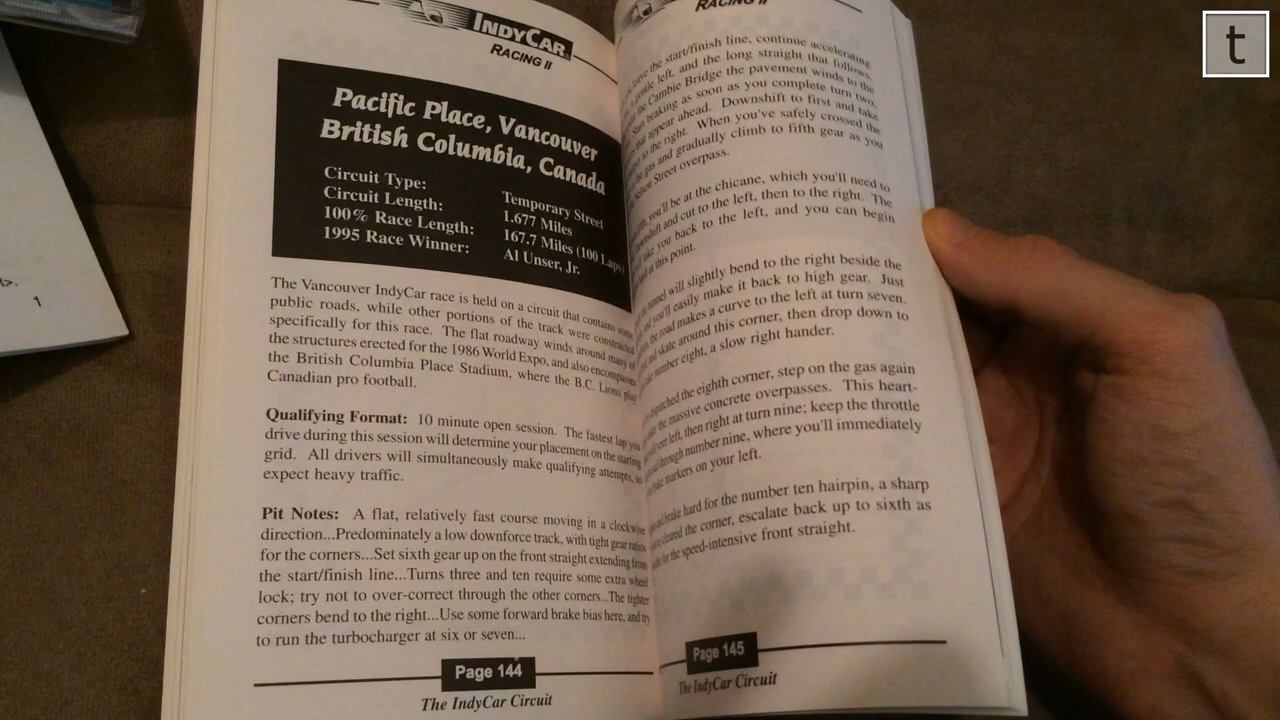 INDYCAR
RACING II
Pacific Place, Vancouver
British Columbia, Canada
Circuit Type: Temporary Street
Circuit Length: 1.677 Miles
100% Race Length: 167.7 Miles (100 Laps)
1995 Race Winner: Al Unser, Jr.
The Vancouver IndyCar race is held on a circuit that contains some
public roads, while other portions of the track were constructed
specifically for this race. The flat roadway winds around many of
the structures erected for the 1986 World Expo, and also encompasses
the British Columbia Place Stadium, where the B.C. Lions play
Canadian pro football.
Qualifying Format: 10 minute open session. The fastest lap you
drive during this session will determine your placement on the starting
grid. All drivers will simultaneously make qualifying attempts, so
expect heavy traffic.
Pit Notes: A flat, relatively fast course moving in a clockwise
direction...Predominately a low downforce track, with tight gear ratios
for the corners...Set sixth gear up on the front straight extending from
the start/finish line...Turns three and ten require some extra wheel
lock; try not to over-correct through the other corners...The tighter
corners bend to the right...Use some forward brake bias here, and try
to run the turbocharger at six or seven...
Page 144
The IndyCar Circuit
RACING II
leave the start/finish line, continue accelerating
a gentle left, and the long straight that follows.
the Cambie Bridge the pavement winds to the
Start braking as soon as you complete turn two,
that appear ahead. Downshift to first and take
to the right. When you've safely crossed the
the gas and gradually climb to fifth gear as you
Nelson Street overpass.
you'll be at the chicane, which you'll need to
downshift and cut to the left, then to the right. The
take you back to the left, and you can begin
at this point.
tunnel will slightly bend to the right beside the
and you'll easily make it back to high gear. Just
the road makes a curve to the left at turn seven.
and skate around this corner, then drop down to
number eight, a slow right hander.
dispatched the eighth corner, step on the gas again
the massive concrete overpasses. This heart-
veer left, then right at turn nine; keep the throttle
through number nine, where you'll immediately
markers on your left.
and brake hard for the number ten hairpin, a sharp
cleared the corner, escalate back up to sixth as
for the speed-intensive front straight.
Page 145
The IndyCar Circuit
1
t